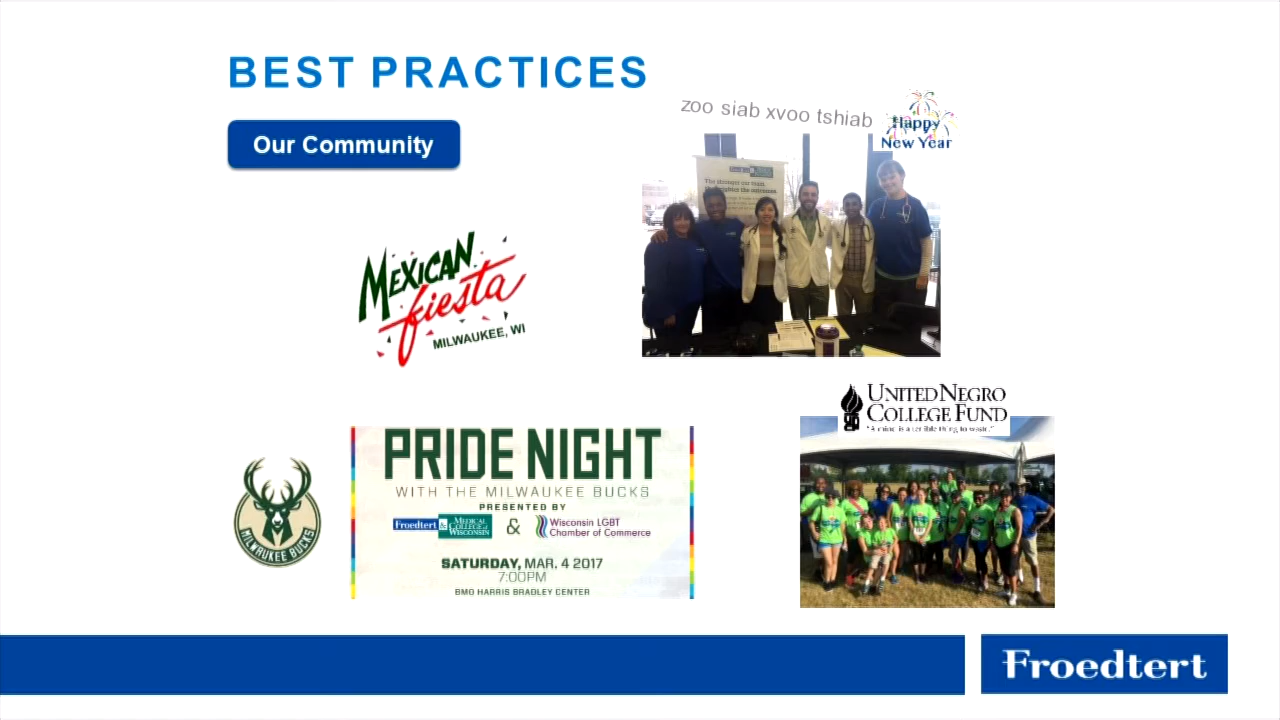 BEST PRACTICES
Our Community
zoo siab xvoo tshiab
Happy
New Year
MEXICAN
fiesta
MILWAUKEE, WI
UNITED NEGRO
COLLEGE FUND
"A mind is a terrible thing to waste."
PRIDE NIGHT
WITH THE MILWAUKEE BUCKS
PRESENTED BY
Froedtert & MEDICAL COLLEGE of WISCONSIN & Wisconsin LGBT Chamber of Commerce
SATURDAY, MAR. 4 2017
7:00PM
BMO HARRIS BRADLEY CENTER
MILWAUKEE BUCKS
Froedtert